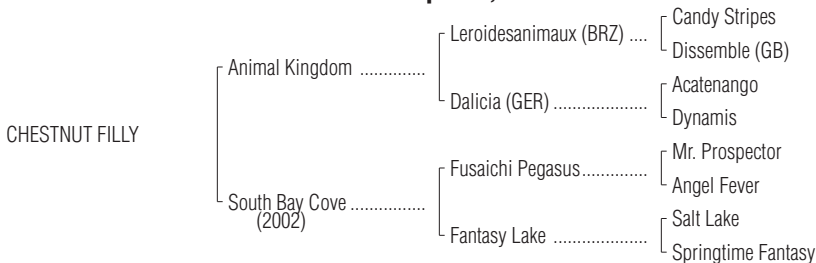 Candy Stripes
Leroidesanimaux (BRZ) ....
Dissemble (GB)
Animal Kingdom ..............
Acatenango
Dalicia (GER) .....................
Dynamis
CHESTNUT FILLY
Mr. Prospector
Fusaichi Pegasus...............
Angel Fever
South Bay Cove ................
(2002)
Salt Lake
Fantasy Lake .....................
Springtime Fantasy